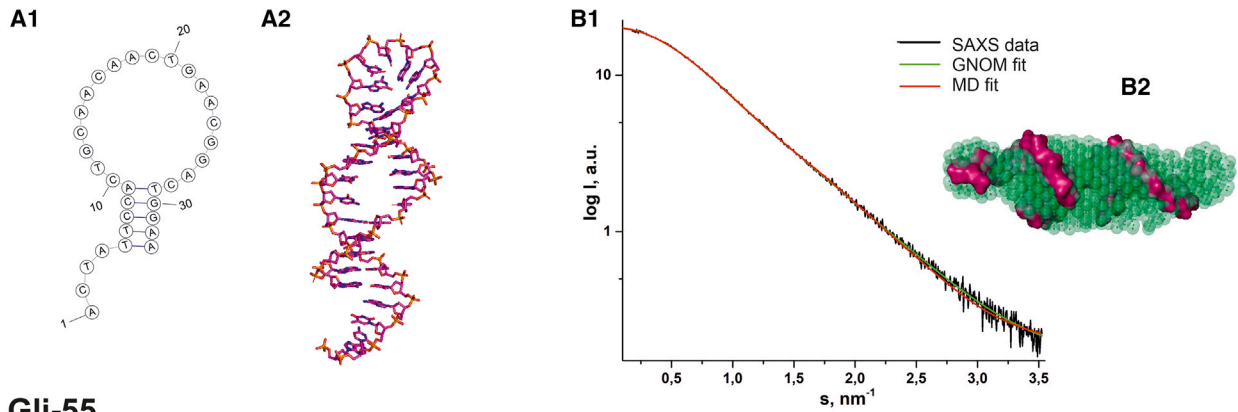 A1
A2
B1
B2
20
10
30
1
A C T A T T C C A C T G C A A C A A C T G A A C G G A C T G G A A
SAXS data
GNOM fit
MD fit
log I, a.u.
10
1
0,5 1,0 1,5 2,0 2,5 3,0 3,5
s, nm⁻¹
Gli-55